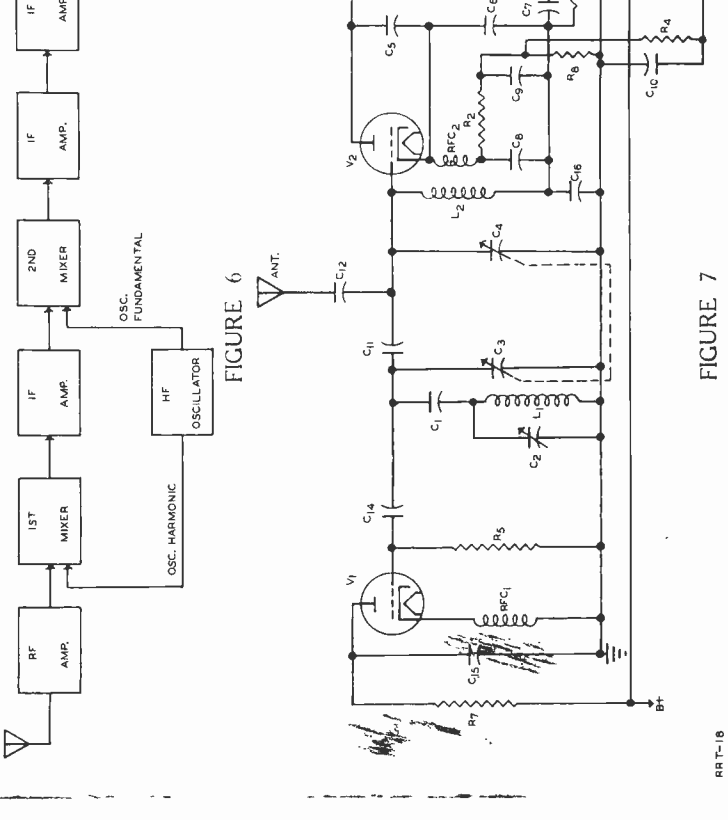 RF
AMP.
1ST
MIXER
IF
AMP.
2ND
MIXER
IF
AMP.
IF
OSC. HARMONIC
HF
OSCILLATOR
OSC.
FUNDAMENTAL
FIGURE 6
ANT.
C12
V1
V2
C5
C6
C7
C14
C11
C1
C2
L1
C3
C4
L2
RFC2
R2
C8
C9
C16
R8
R4
C10
R5
RFC1
C15
R7
B+
FIGURE 7
RRT-18